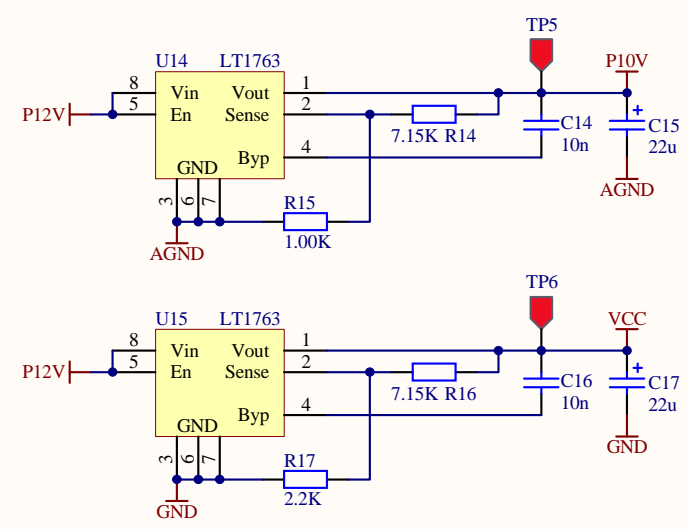 TP5
U14 LT1763 P10V
8 Vin Vout 1
P12V 5 En Sense 2
7.15K R14 C14 10n
C15 22u
Byp 4
GND
3 6 7
AGND
R15
1.00K
AGND
TP6
U15 LT1763 VCC
8 Vin Vout 1
P12V 5 En Sense 2
7.15K R16 C16 10n
C17 22u
Byp 4
GND
3 6 7
GND
R17
2.2K
GND